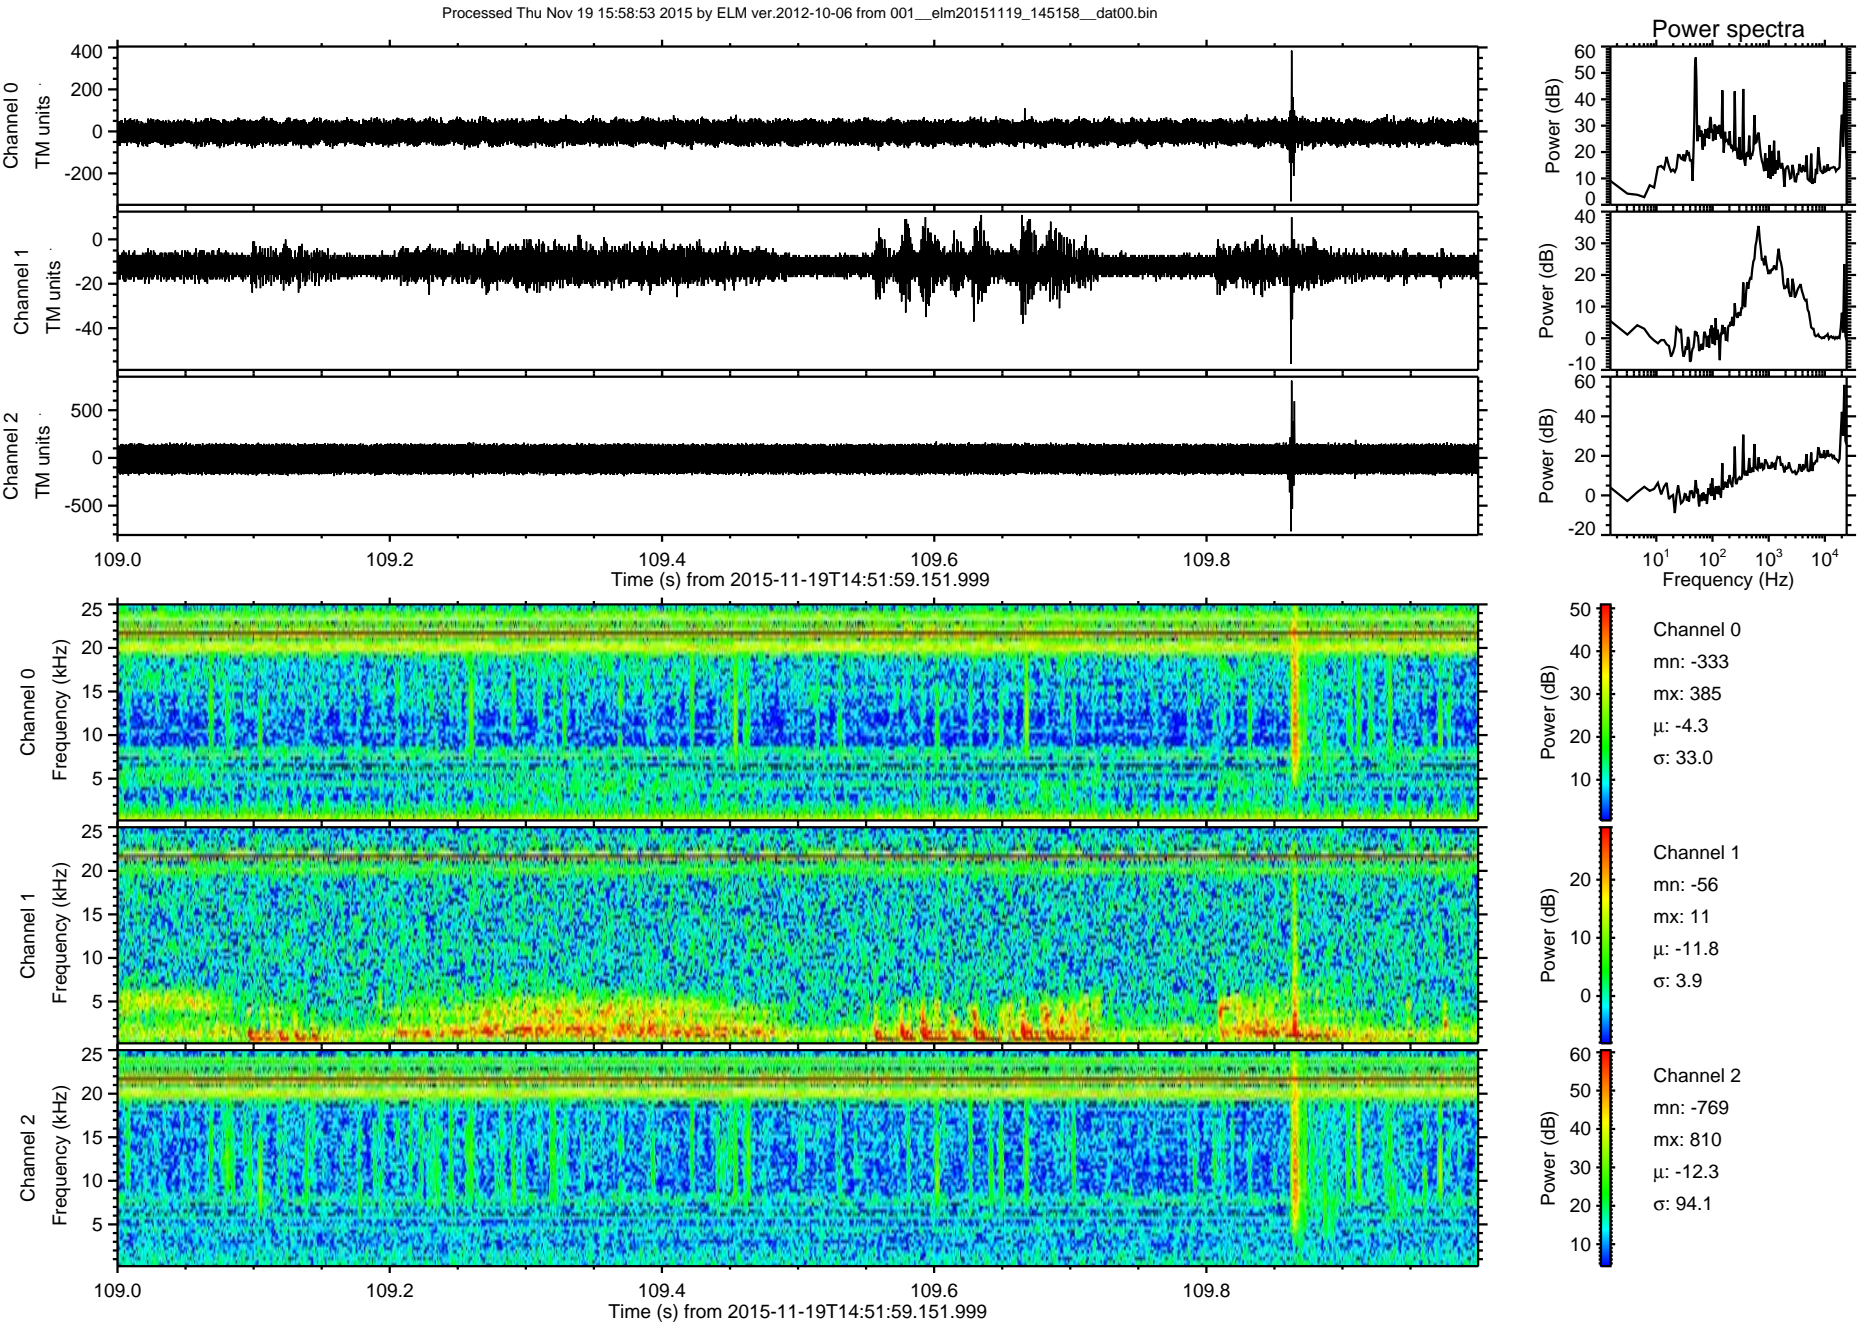 Processed Thu Nov 19 15:58:53 2015 by ELM ver.2012-10-06 from 001__elm20151119_145158__dat00.bin
Power spectra
Channel 0
TM units
400
200
0
-200
Power (dB)
60
50
40
30
20
10
0
Channel 1
TM units
0
-20
-40
Power (dB)
40
30
20
10
0
-10
Channel 2
TM units
500
0
-500
Power (dB)
60
40
20
0
-20
109.0 109.2 109.4 109.6 109.8
Time (s) from 2015-11-19T14:51:59.151.999
10^1 10^2 10^3 10^4
Frequency (Hz)
Channel 0
Frequency (kHz)
25
20
15
10
5
Power (dB)
50
40
30
20
10
Channel 0
mn: -333
mx: 385
μ: -4.3
σ: 33.0
Channel 1
Frequency (kHz)
25
20
15
10
5
Power (dB)
20
10
0
Channel 1
mn: -56
mx: 11
μ: -11.8
σ: 3.9
Channel 2
Frequency (kHz)
25
20
15
10
5
Power (dB)
60
50
40
30
20
10
Channel 2
mn: -769
mx: 810
μ: -12.3
σ: 94.1
109.0 109.2 109.4 109.6 109.8
Time (s) from 2015-11-19T14:51:59.151.999